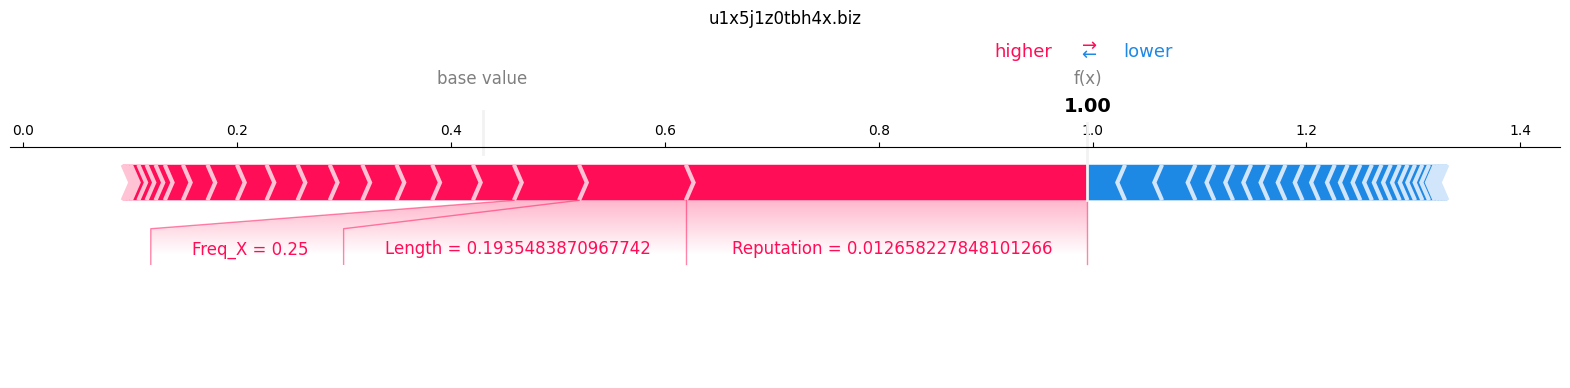 u1x5j1z0tbh4x.biz
higher ⇄ lower
base value f(x)
1.00
0.0 0.2 0.4 0.6 0.8 1.0 1.2 1.4
Freq_X = 0.25 Length = 0.1935483870967742 Reputation = 0.012658227848101266